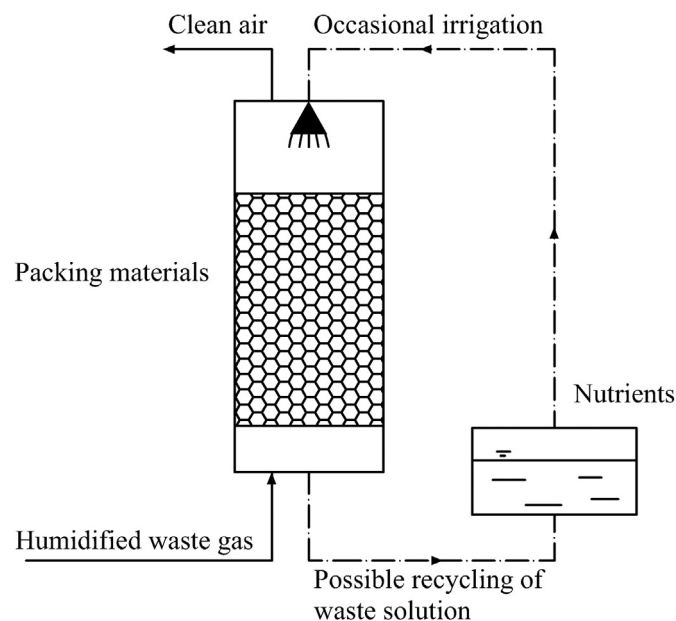 Clean air
Occasional irrigation
Packing materials
Nutrients
Humidified waste gas
Possible recycling of
waste solution